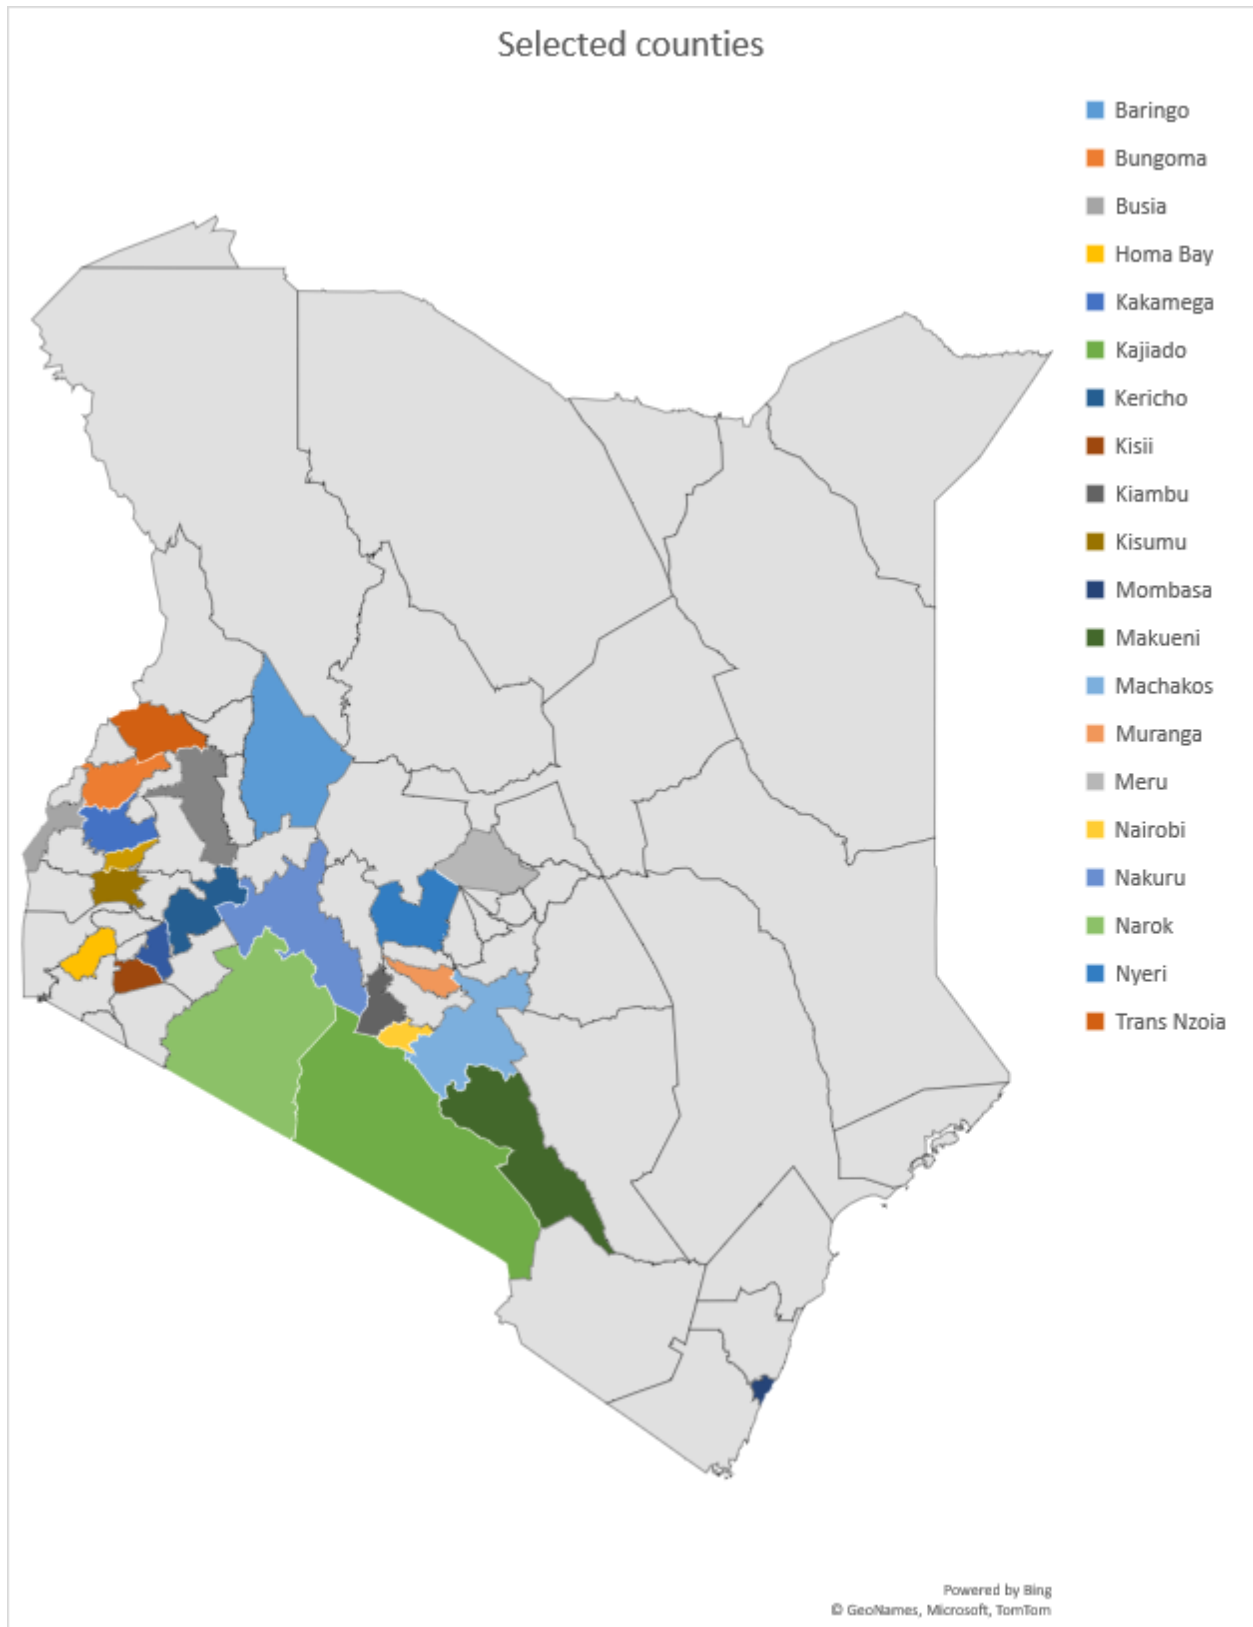 Selected counties
Baringo
Bungoma
Busia
Homa Bay
Kakamega
Kajiado
Kericho
Kisii
Kiambu
Kisumu
Mombasa
Makueni
Machakos
Muranga
Meru
Nairobi
Nakuru
Narok
Nyeri
Trans Nzoia
Powered by Bing
© GeoNames, Microsoft, TomTom